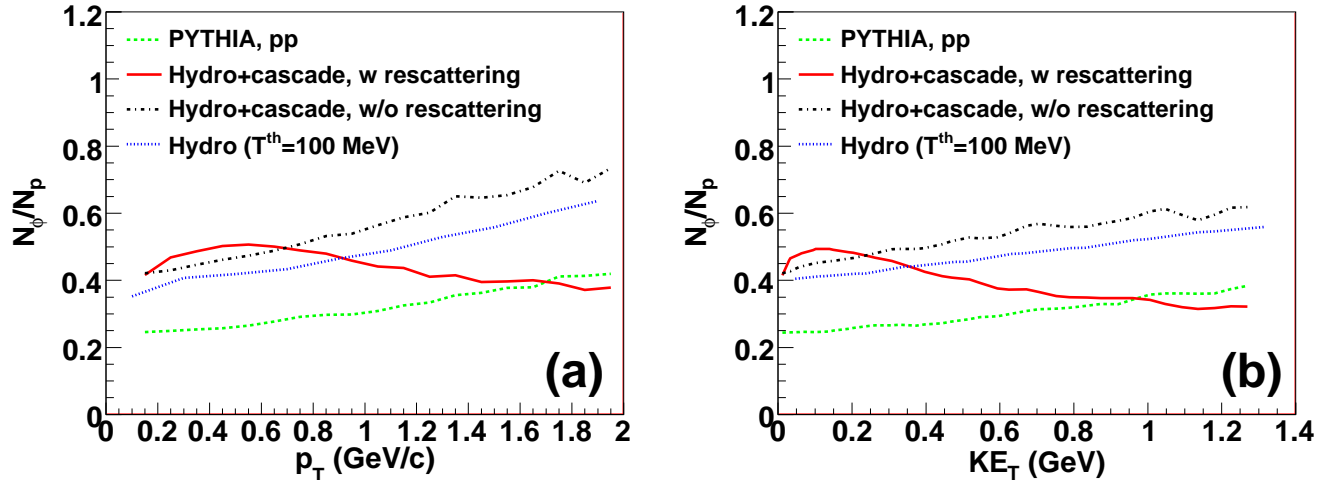 1.2
1
0.8
0.6
0.4
0.2
0
N_ϕ/N_p
PYTHIA, pp
Hydro+cascade, w rescattering
Hydro+cascade, w/o rescattering
Hydro (T^th=100 MeV)
(a)
0.2 0.4 0.6 0.8 1 1.2 1.4 1.6 1.8 2
p_T (GeV/c)
1.2
1
0.8
0.6
0.4
0.2
0
N_ϕ/N_p
PYTHIA, pp
Hydro+cascade, w rescattering
Hydro+cascade, w/o rescattering
Hydro (T^th=100 MeV)
(b)
0 0.2 0.4 0.6 0.8 1 1.2 1.4
KE_T (GeV)